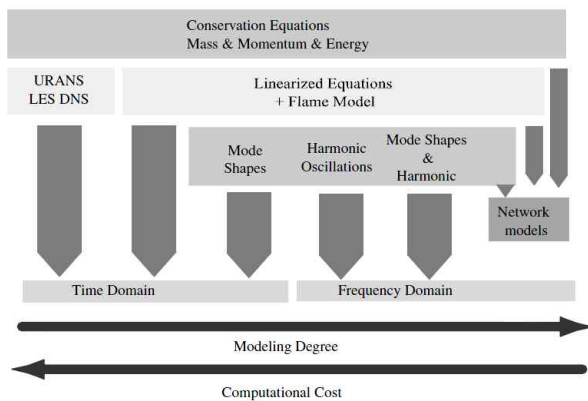 Conservation Equations
Mass & Momentum & Energy
URANS
LES DNS
Linearized Equations
+ Flame Model
Mode
Shapes
Harmonic
Oscillations
Mode Shapes
&
Harmonic
Network
models
Time Domain
Frequency Domain
Modeling Degree
Computational Cost